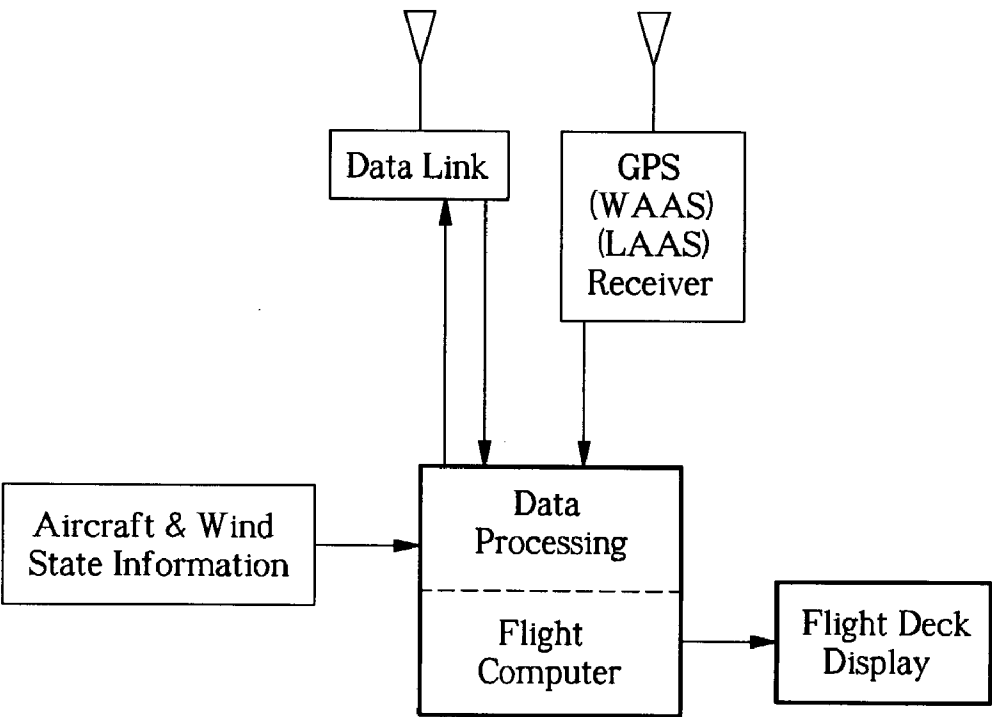 Data Link
GPS
(WAAS)
(LAAS)
Receiver
Aircraft & Wind
State Information
Data
Processing
Flight
Computer
Flight Deck
Display